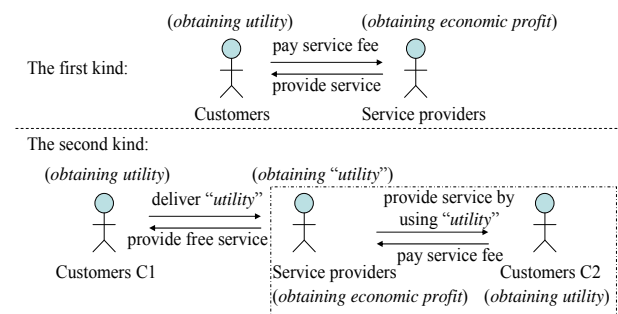 (obtaining utility) (obtaining economic profit)
pay service fee
The first kind:
provide service
Customers Service providers
The second kind:
(obtaining utility) (obtaining “utility”)
deliver “utility” provide service by
using “utility”
provide free service
pay service fee
Customers C1 Service providers Customers C2
(obtaining economic profit) (obtaining utility)